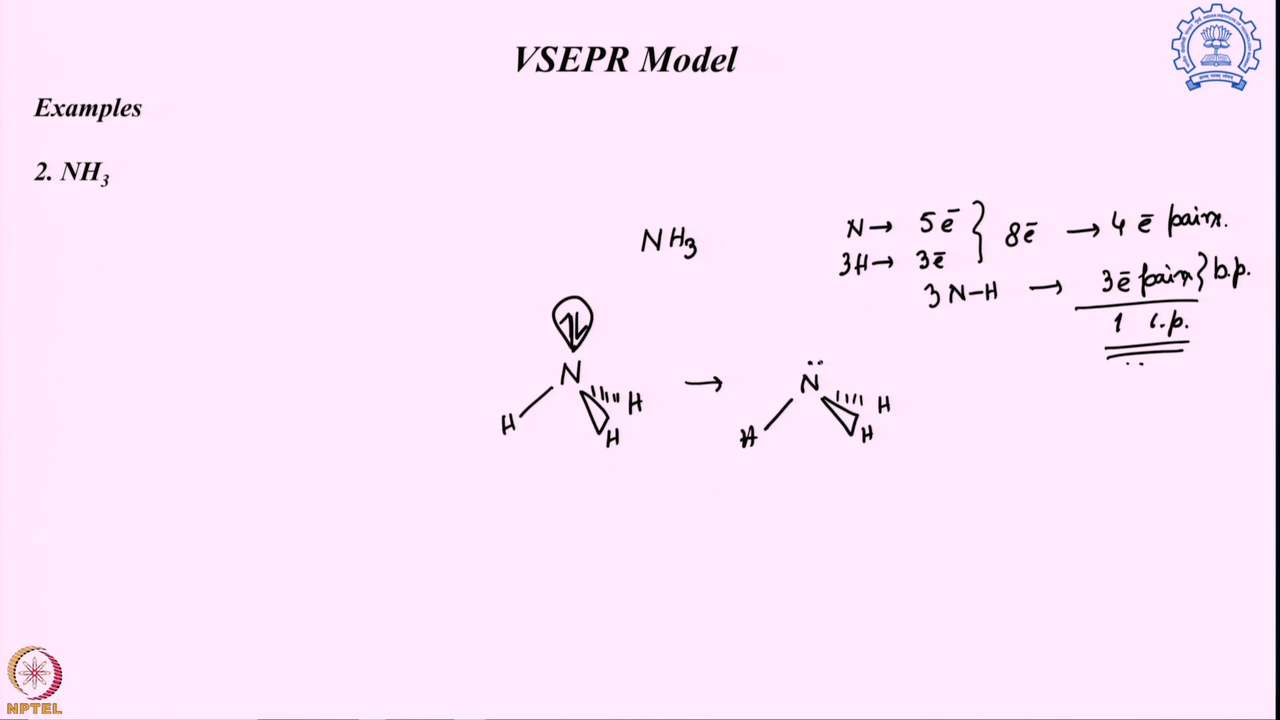 VSEPR Model
Examples
2. NH₃
NH₃
N → 5ē } 8ē → 4 ē pairs.
3H → 3ē
3 N-H → 3ē pairs } b.p.
1 l.p.
..
N
H
H
H
→
..
N
H
H
H
NPTEL